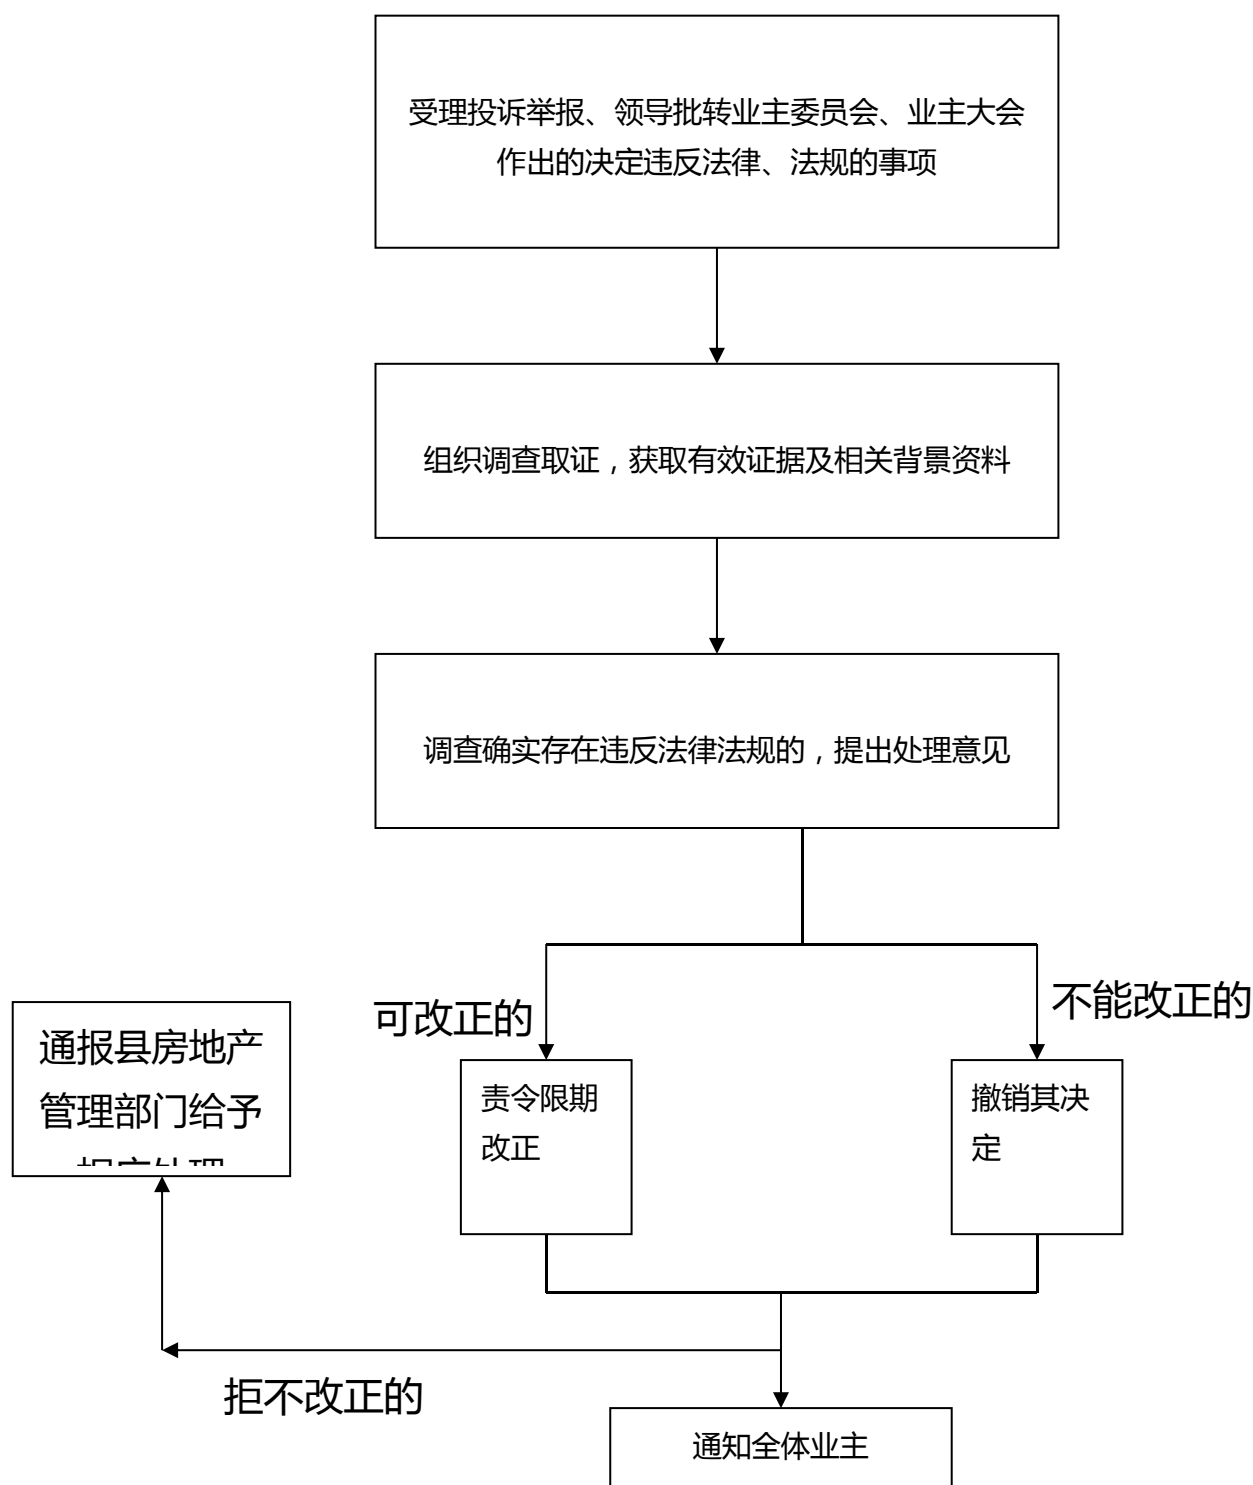 受理投诉举报、领导批转业主委员会、业主大会
作出的决定违反法律、法规的事项
组织调查取证，获取有效证据及相关背景资料
调查确实存在违反法律法规的，提出处理意见
可改正的
不能改正的
通报县房地产
管理部门给予
责令限期
改正
撤销其决
定
拒不改正的
通知全体业主